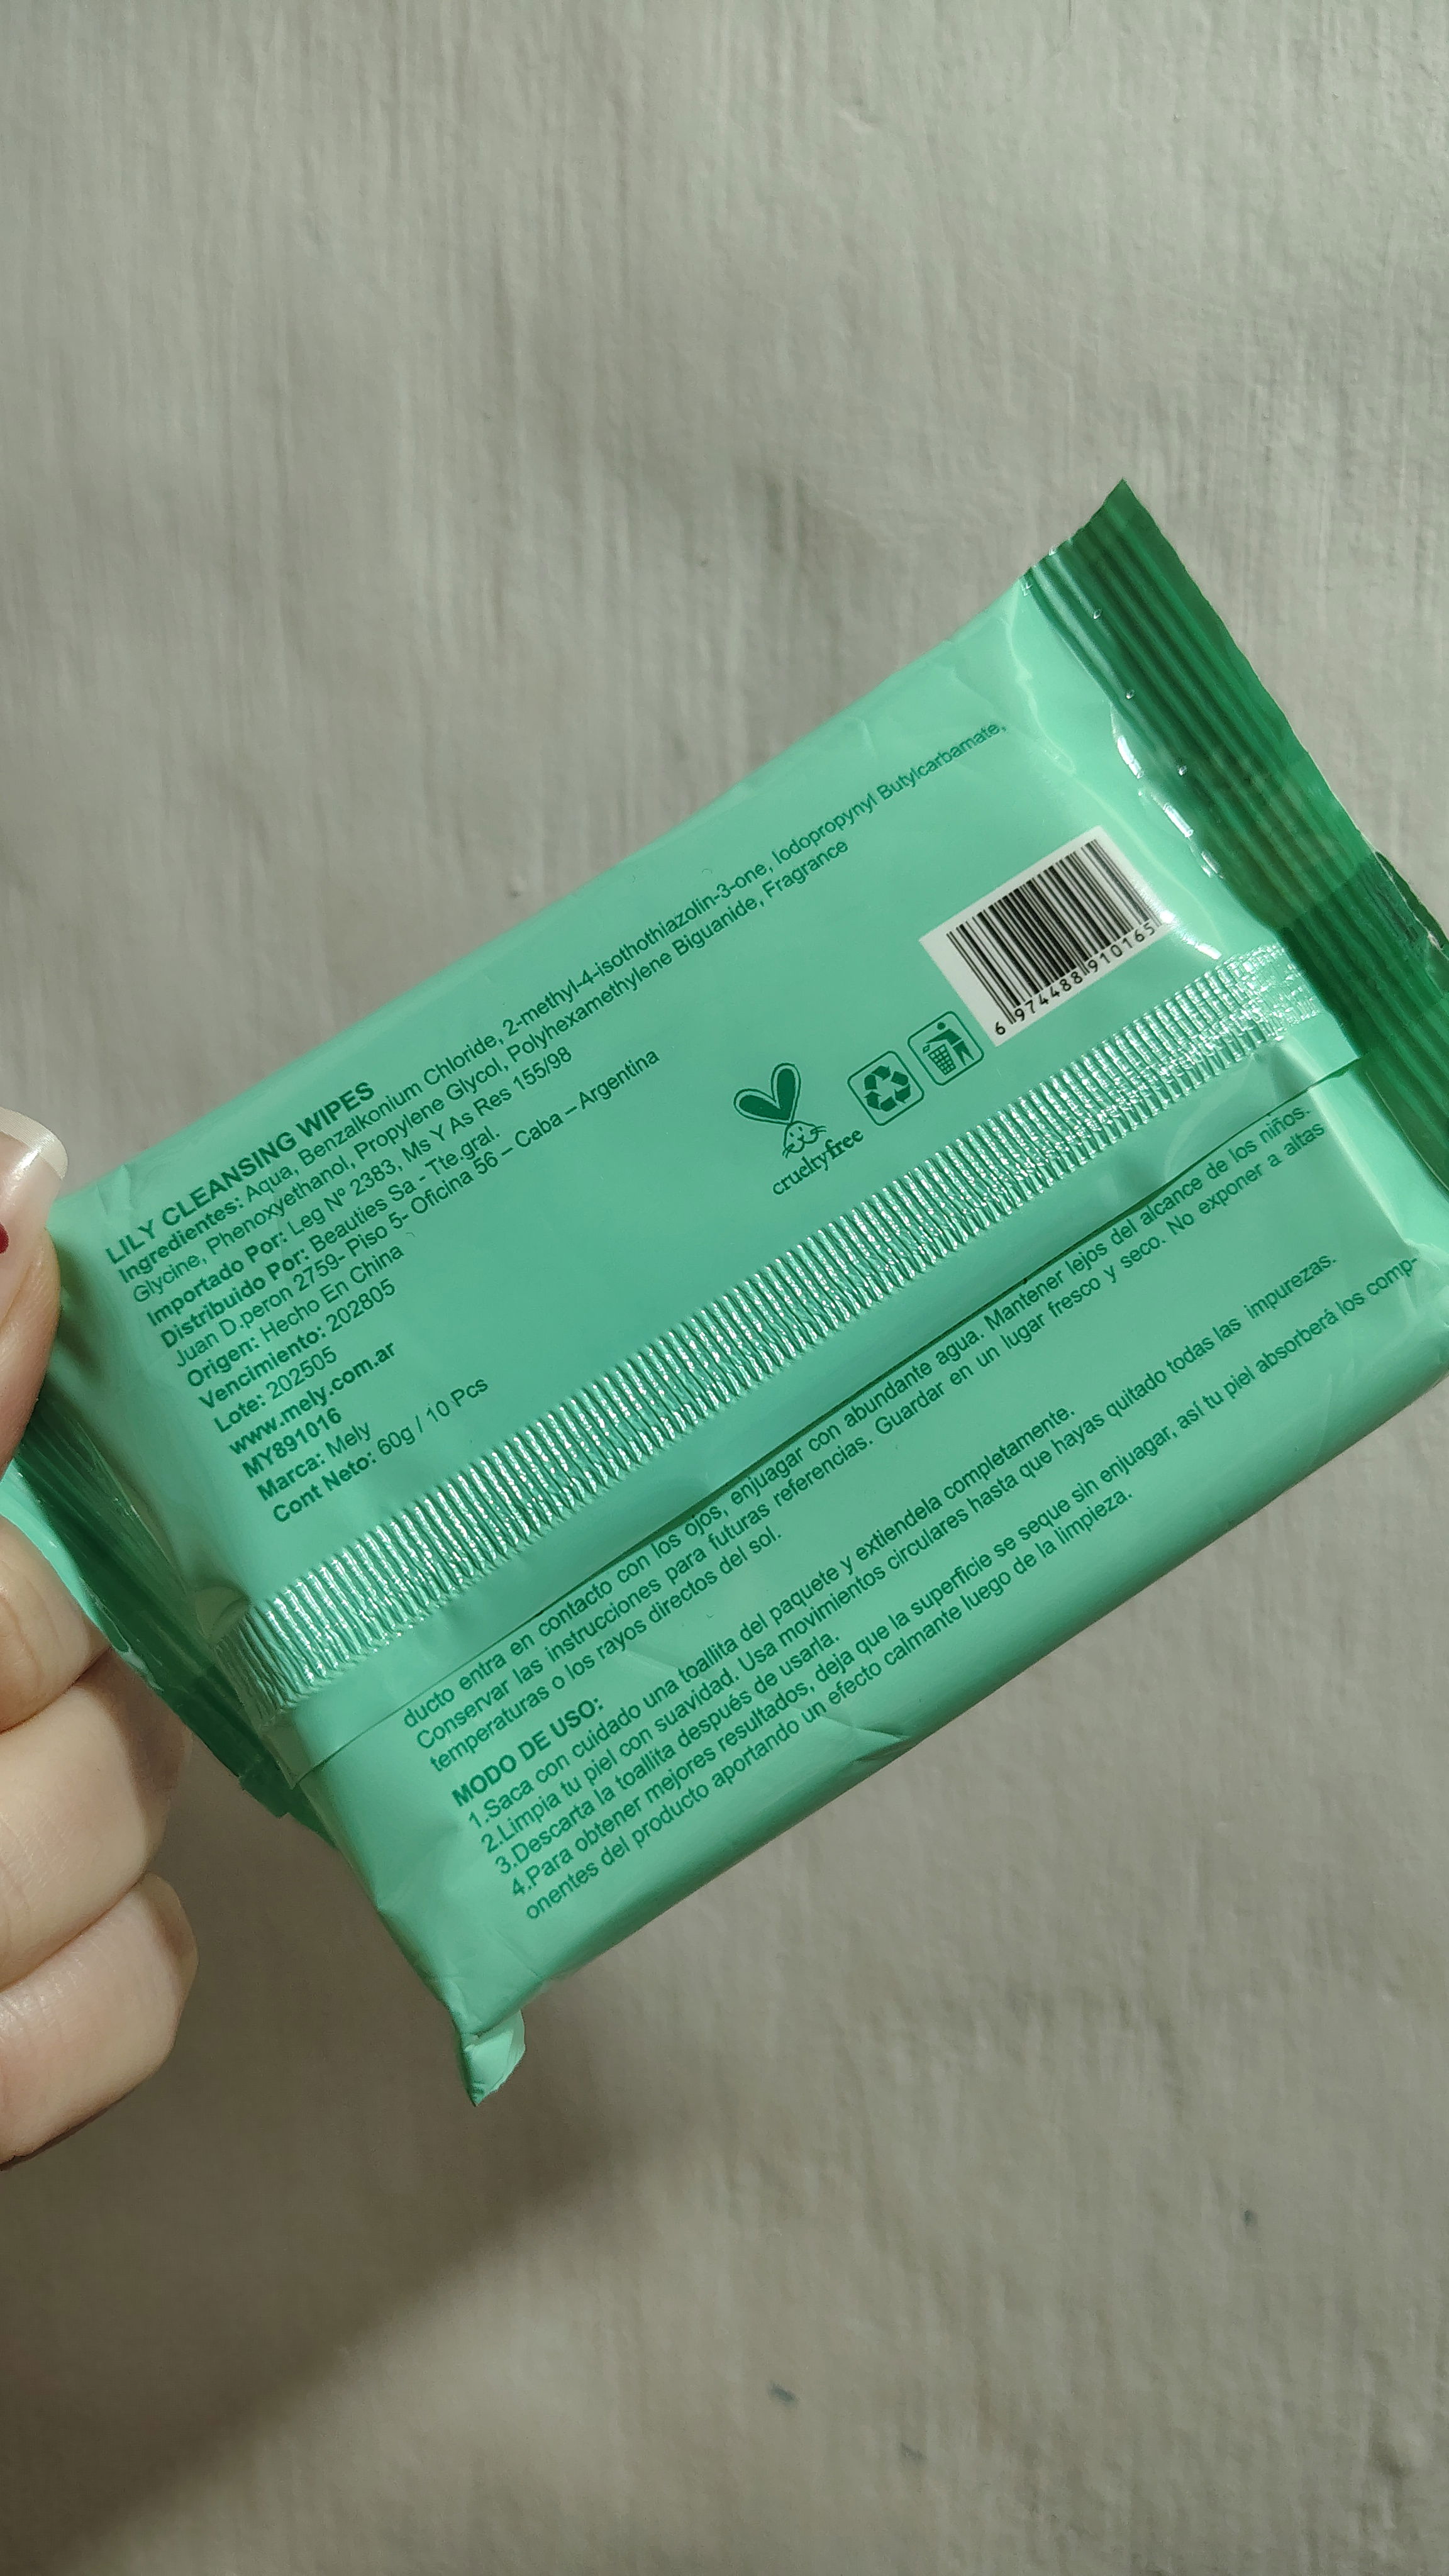 LILY CLEANSING WIPES
Ingredientes: Aqua, Benzalkonium Chloride, 2-methyl-4-isothothiazolin-3-one, Iodopropynyl Butylcarbamate,
Glycine, Phenoxyethanol, Propylene Glycol, Polyhexamethylene Biguanide, Fragrance
Importado Por: Leg Nº 2383, Ms Y As Res 155/98
Distribuido Por: Beauties Sa - Tte.gral.
Juan D.peron 2759- Piso 5- Oficina 56 – Caba – Argentina
Origen: Hecho En China
Vencimiento: 202805
Lote: 202505
www.mely.com.ar
MY891016
Marca: Mely
Cont Neto: 60g / 10 Pcs
crueltyfree
6 974488 910165
ducto entra en contacto con los ojos, enjuagar con abundante agua. Mantener lejos del alcance de los niños.
Conservar las instrucciones para futuras referencias. Guardar en un lugar fresco y seco. No exponer a altas
temperaturas o los rayos directos del sol.
MODO DE USO:
1.Saca con cuidado una toallita del paquete y extiendela completamente.
2.Limpia tu piel con suavidad. Usa movimientos circulares hasta que hayas quitado todas las impurezas.
3.Descarta la toallita después de usarla.
4.Para obtener mejores resultados, deja que la superficie se seque sin enjuagar, así tu piel absorberá los comp-
onentes del producto aportando un efecto calmante luego de la limpieza.